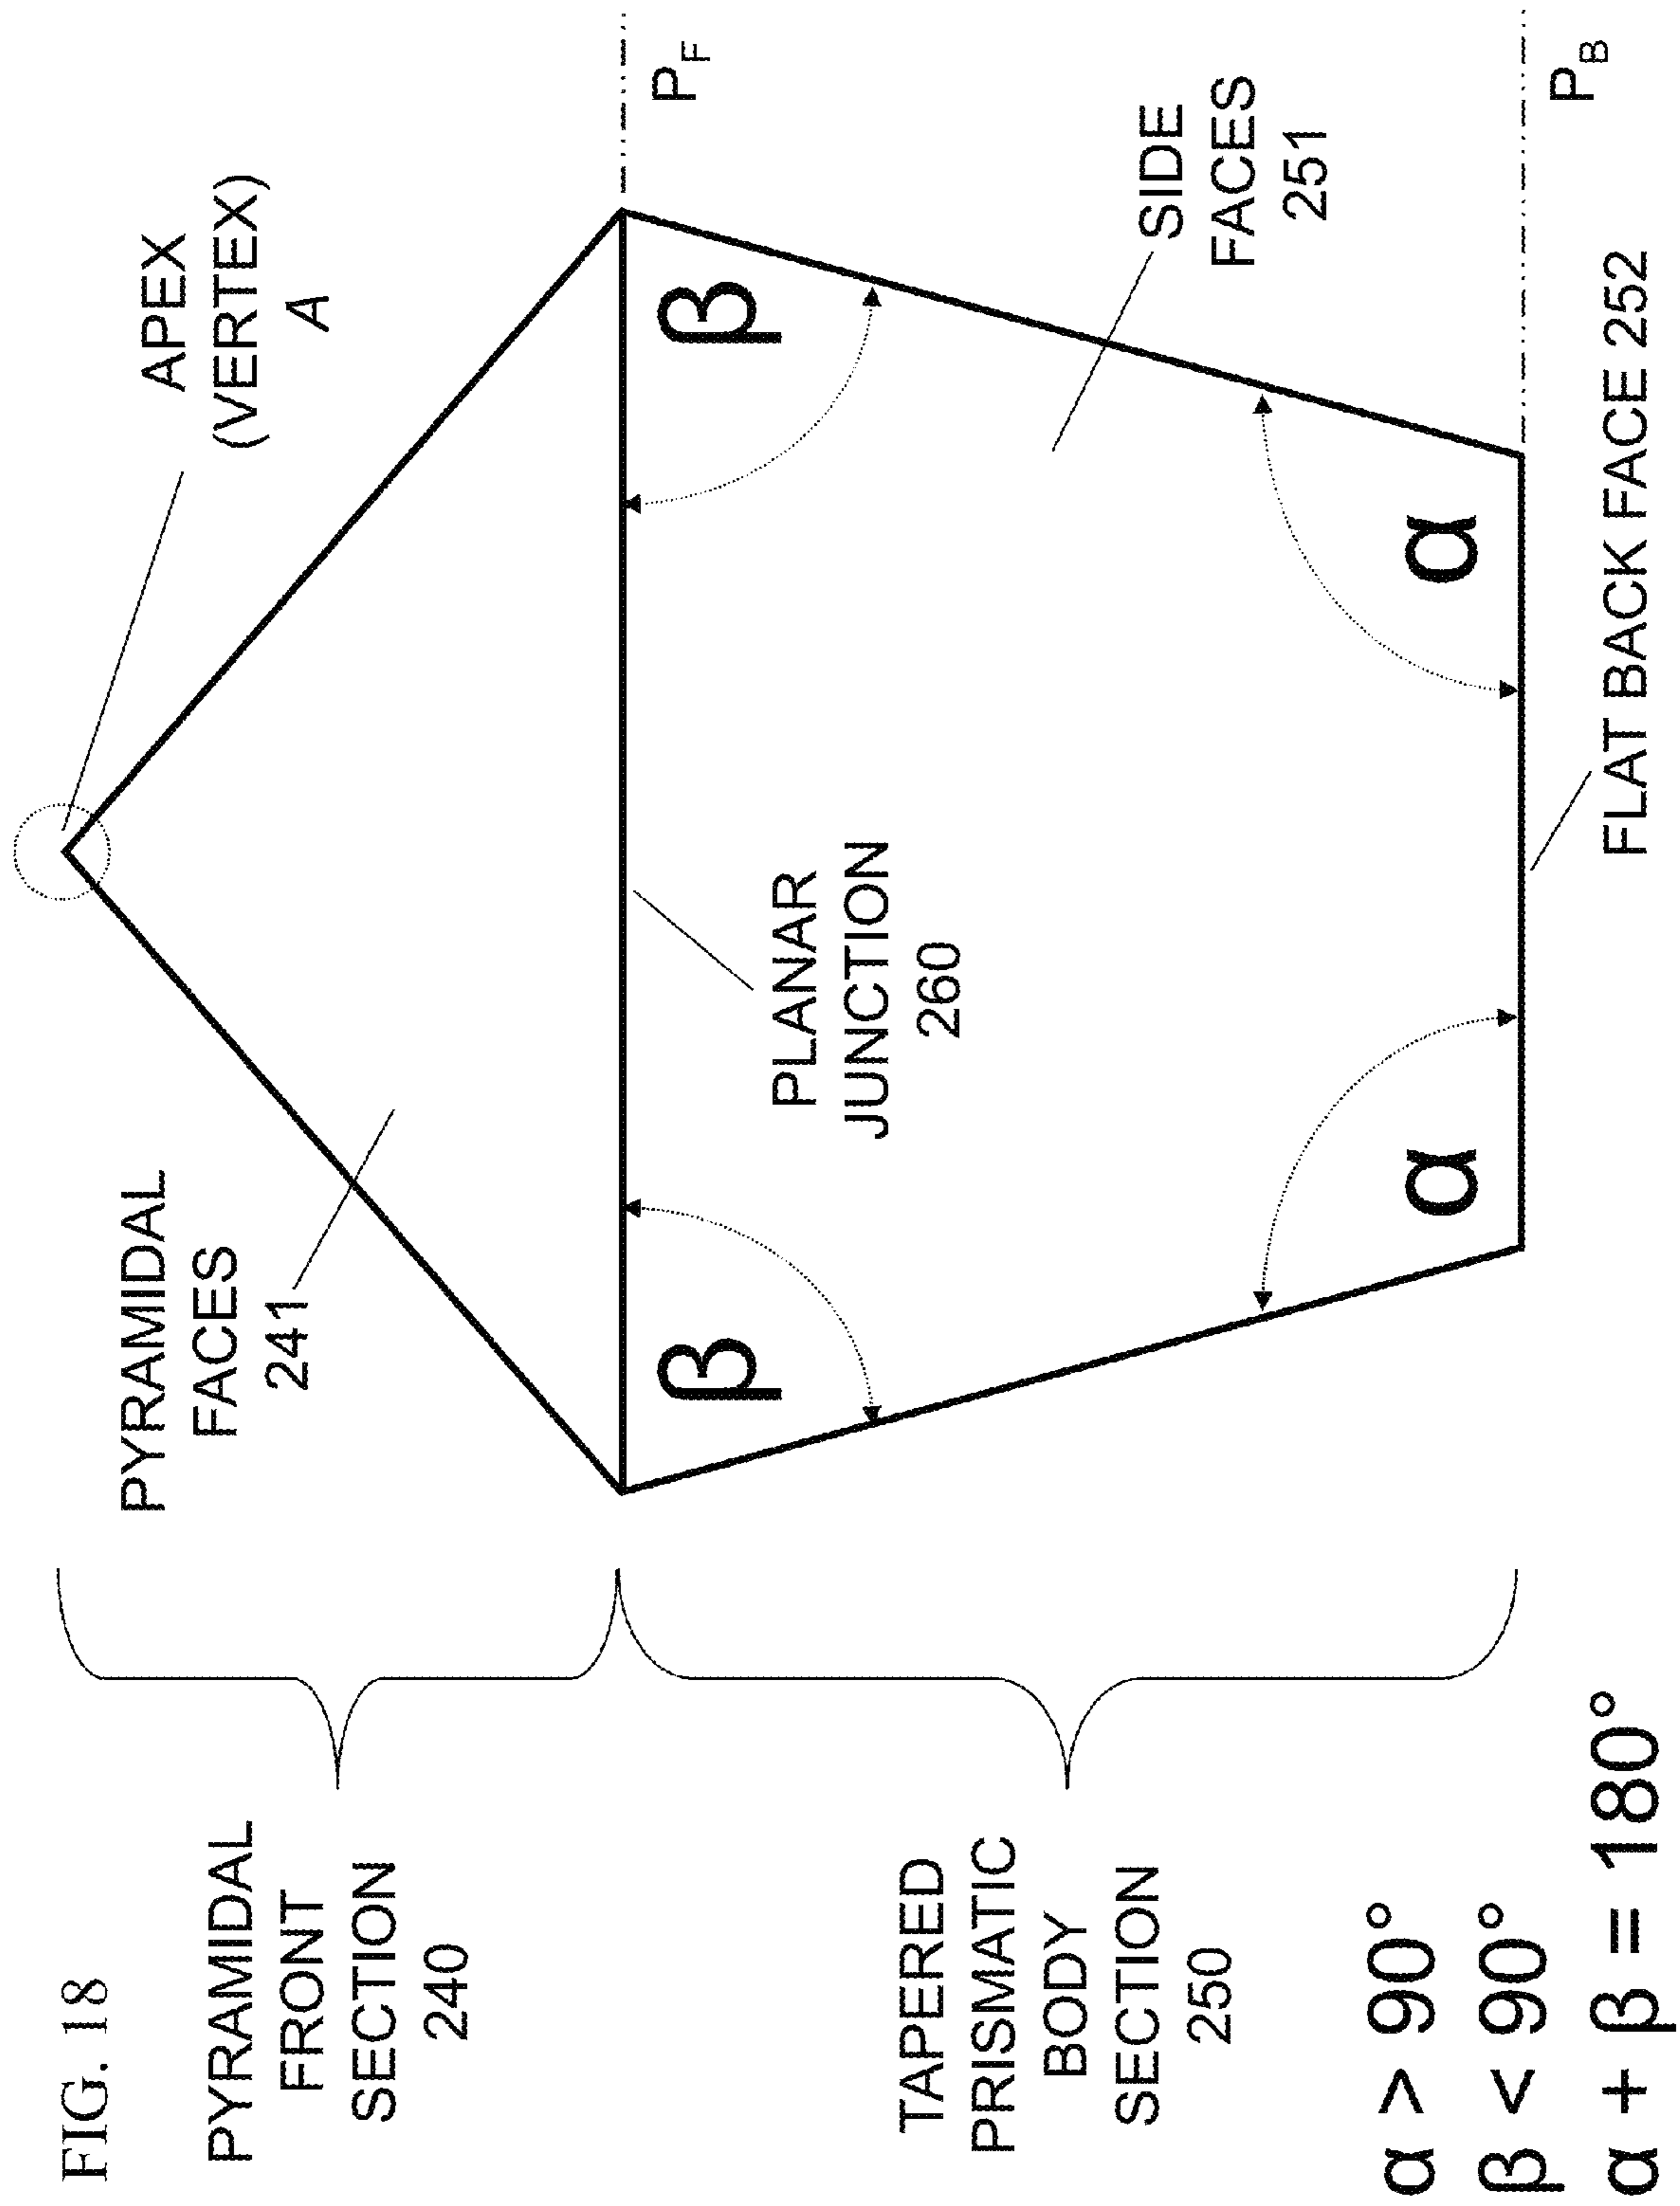 FIG. 18
PYRAMIDAL
FRONT
SECTION
240
PYRAMIDAL
FACES
241
APEX
(VERTEX)
A
P_F
β
β
PLANAR
JUNCTION
260
TAPERED
PRISMATIC
BODY
SECTION
250
SIDE
FACES
251
α
α
P_B
FLAT BACK FACE 252
α > 90°
β < 90°
α + β = 180°